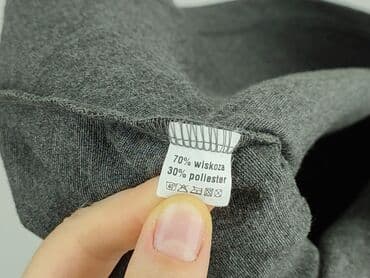 70% wiskoza
30% poliester